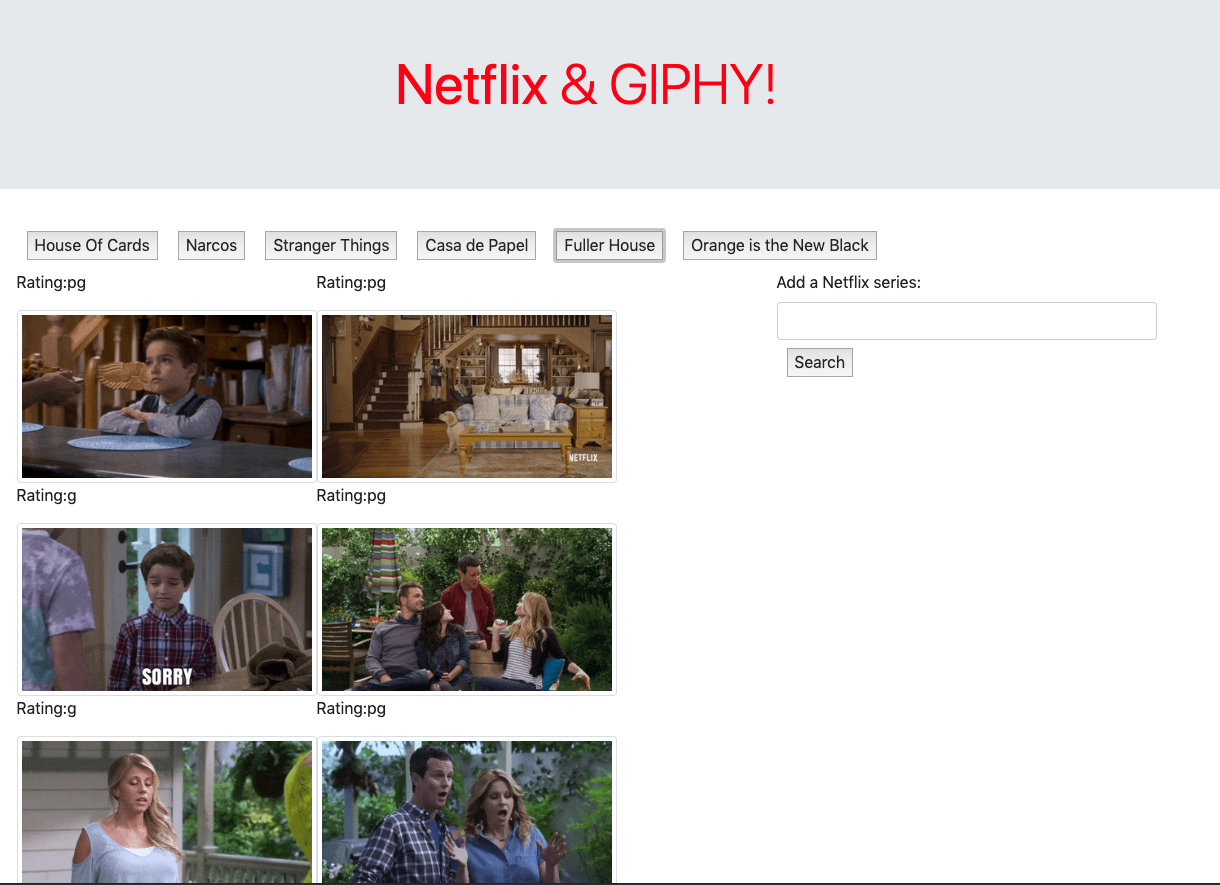 Netflix & GIPHY!
House Of Cards Narcos Stranger Things Casa de Papel Fuller House Orange is the New Black
Rating:pg Rating:pg
Add a Netflix series:
Search
NETFLIX
Rating:g Rating:pg
SORRY
Rating:g Rating:pg